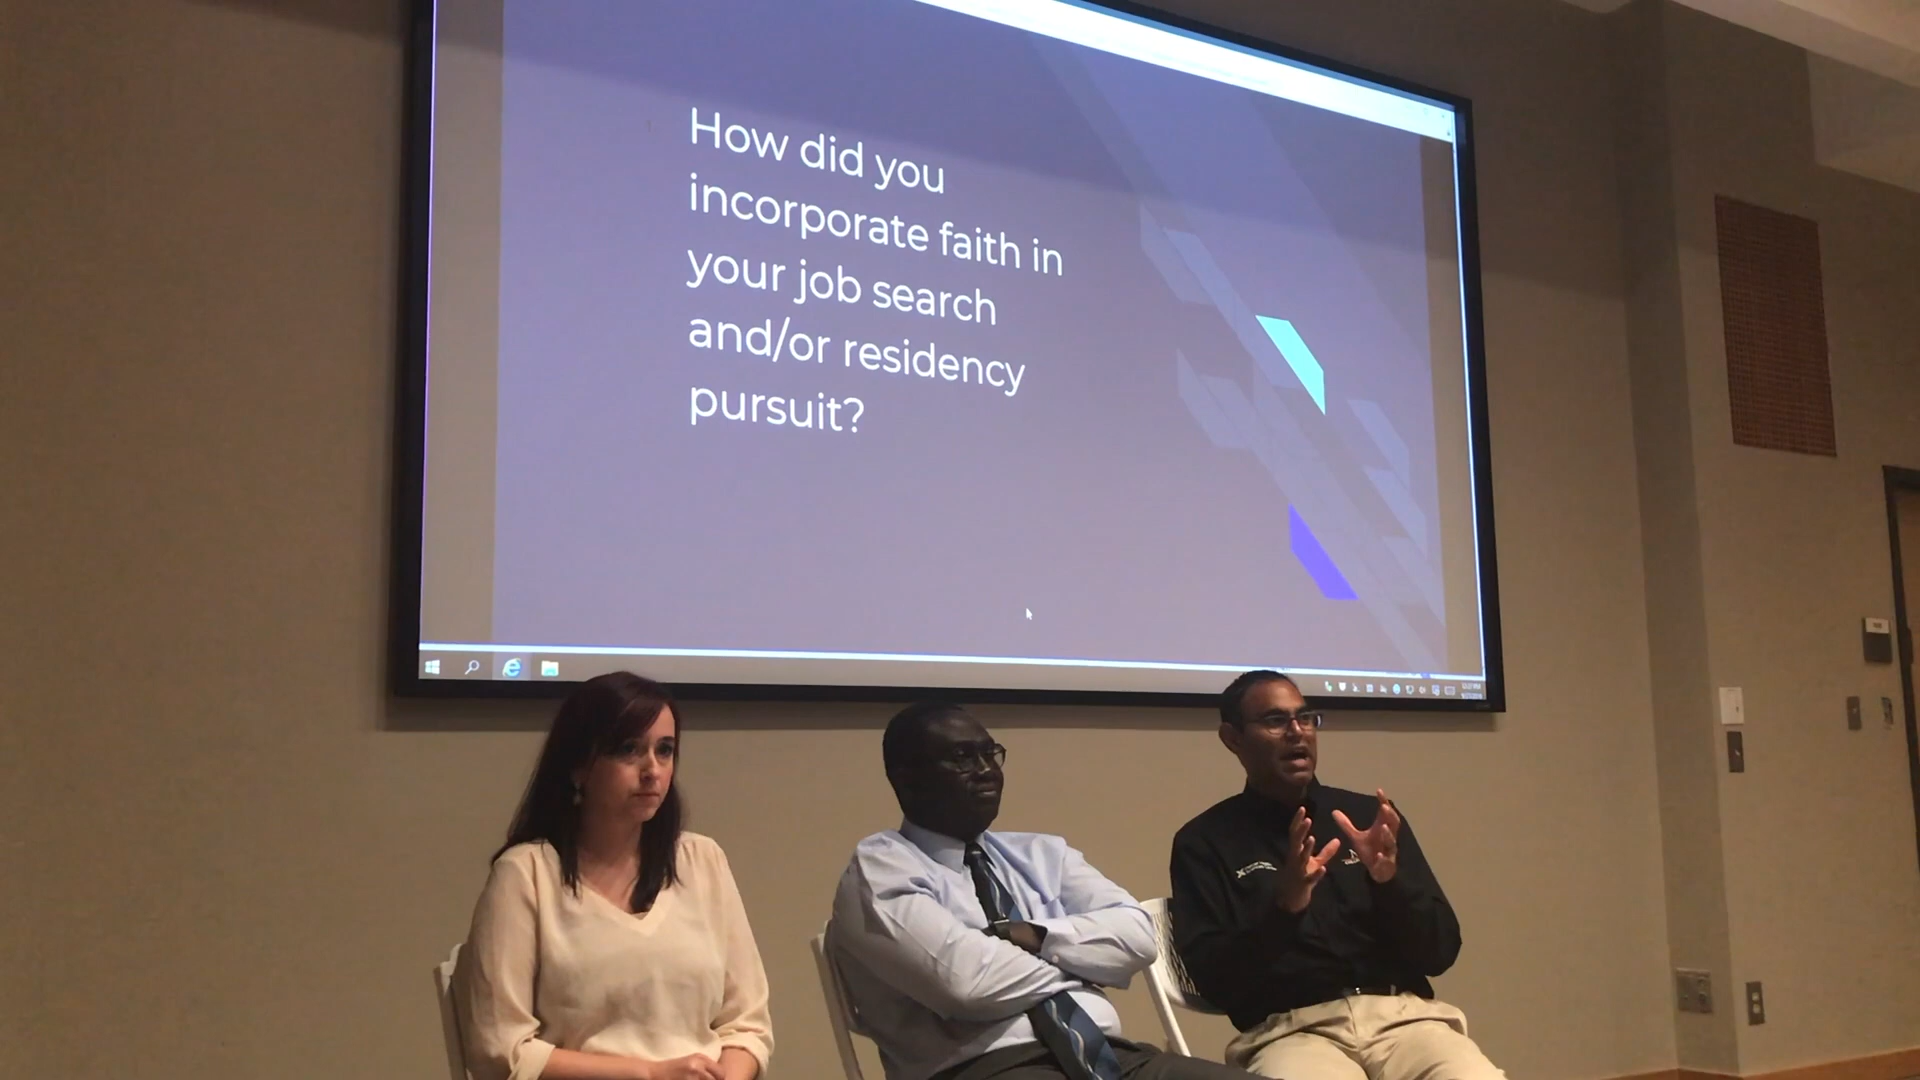 How did you
incorporate faith in
your job search
and/or residency
pursuit?